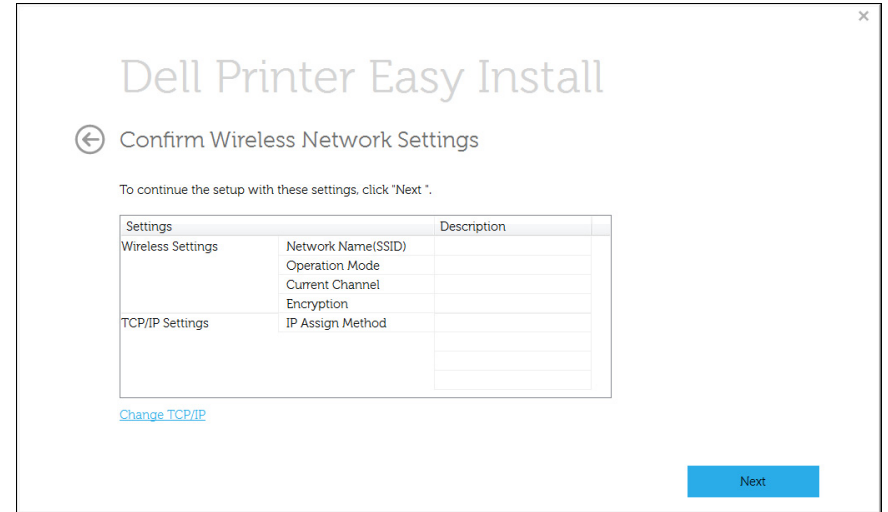 Dell Printer Easy Install
Confirm Wireless Network Settings
To continue the setup with these settings, click "Next ".
Settings Description
Wireless Settings Network Name(SSID)
Operation Mode
Current Channel
Encryption
TCP/IP Settings IP Assign Method
Change TCP/IP
Next